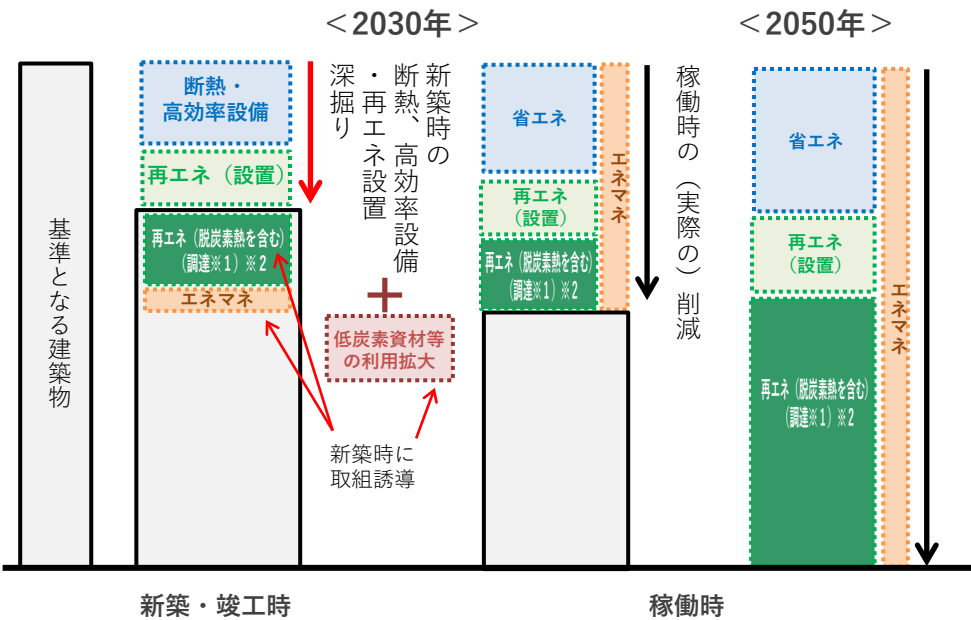 ＜2030年＞
＜2050年＞
基準となる建築物
断熱・
高効率設備
再エネ（設置）
再エネ（脱炭素熱を含む）
（調達※1）※2
エネマネ
新築時の
断熱、高効率設備
・再エネ設置
深掘り
＋
低炭素資材等
の利用拡大
新築時に
取組誘導
省エネ
再エネ
（設置）
再エネ（脱炭素熱を含む）
（調達※1）※2
エネマネ
稼働時の（実際の）削減
省エネ
再エネ
（設置）
再エネ（脱炭素熱を含む）
（調達※1）※2
エネマネ
新築・竣工時
稼働時